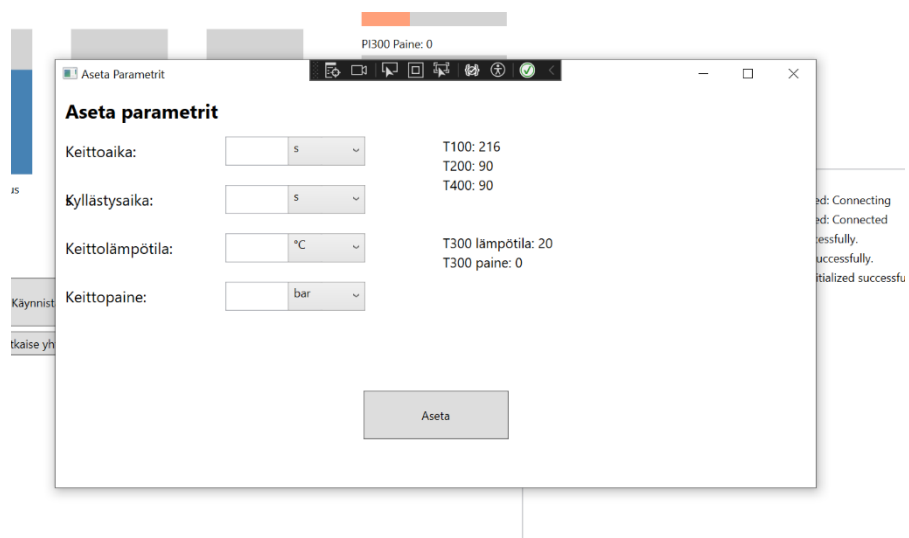 PI300 Paine: 0
Aseta Parametrit
Aseta parametrit
Keittoaika:
s
T100: 216
T200: 90
T400: 90
Kyllästysaika:
s
Keittolämpötila:
°C
T300 lämpötila: 20
T300 paine: 0
Keittopaine:
bar
Aseta
us
Käynnist
tkaise yh
ed: Connecting
ed: Connected
cessfully.
uccessfully.
itialized successfu